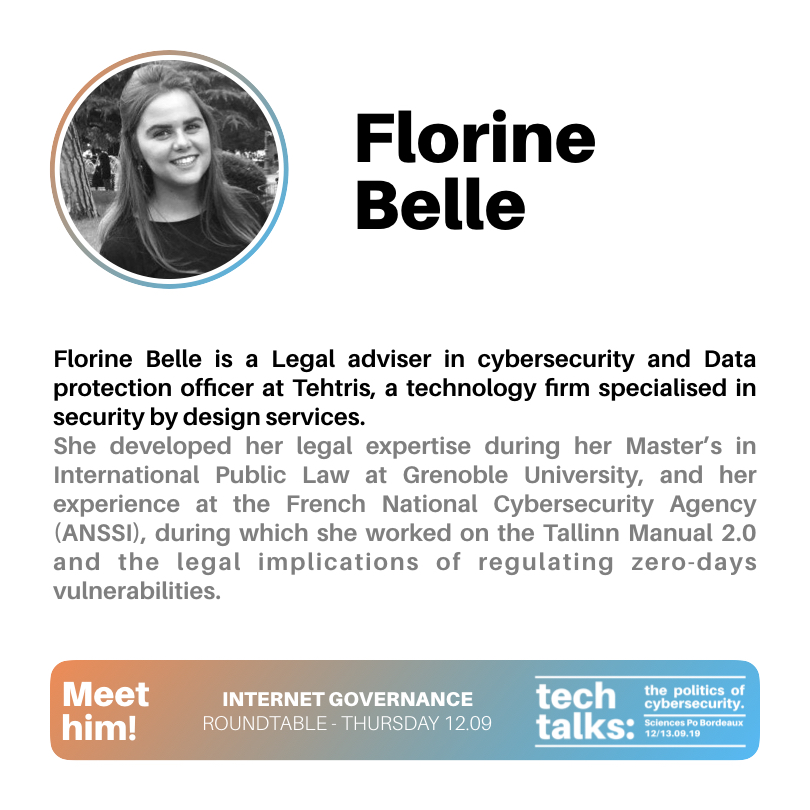 Florine
Belle
Florine Belle is a Legal adviser in cybersecurity and Data
protection officer at Tehtris, a technology firm specialised in
security by design services.
She developed her legal expertise during her Master’s in
International Public Law at Grenoble University, and her
experience at the French National Cybersecurity Agency
(ANSSI), during which she worked on the Tallinn Manual 2.0
and the legal implications of regulating zero-days
vulnerabilities.
Meet
him!
INTERNET GOVERNANCE
ROUNDTABLE - THURSDAY 12.09
tech
talks:
the politics of
cybersecurity.
Sciences Po Bordeaux
12/13.09.19